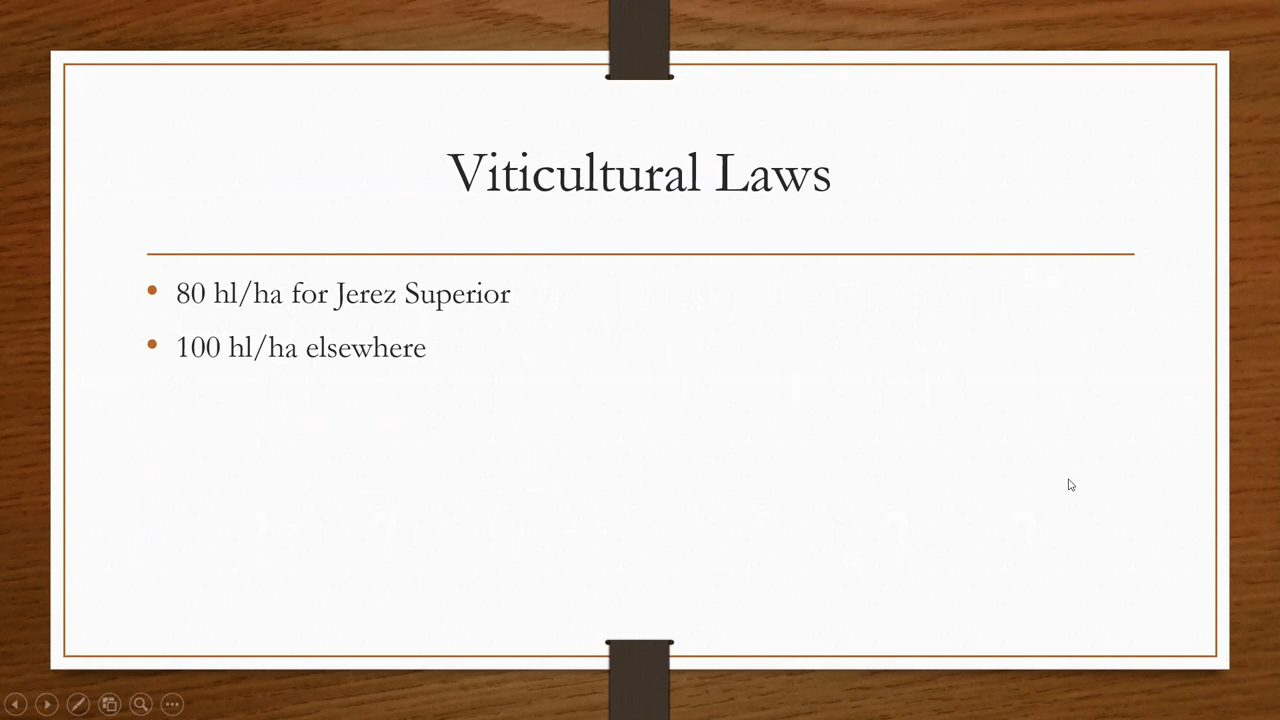 Viticultural Laws
• 80 hl/ha for Jerez Superior
• 100 hl/ha elsewhere